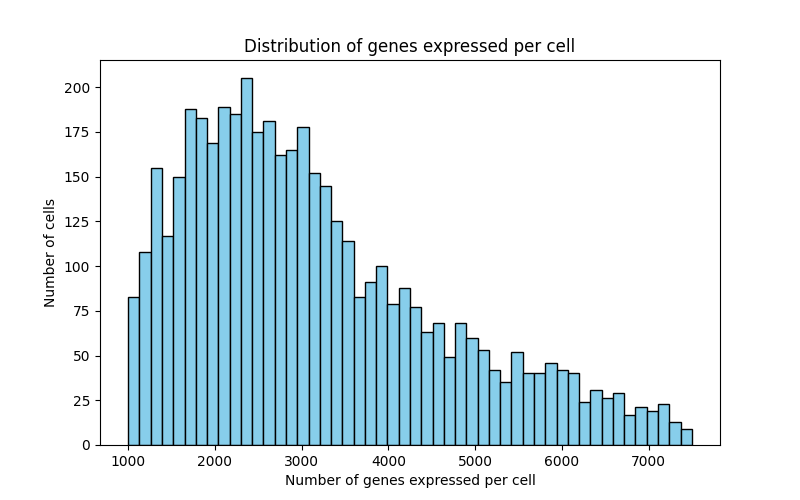 Distribution of genes expressed per cell
200
175
150
125
100
75
50
25
0
Number of cells
1000 2000 3000 4000 5000 6000 7000
Number of genes expressed per cell